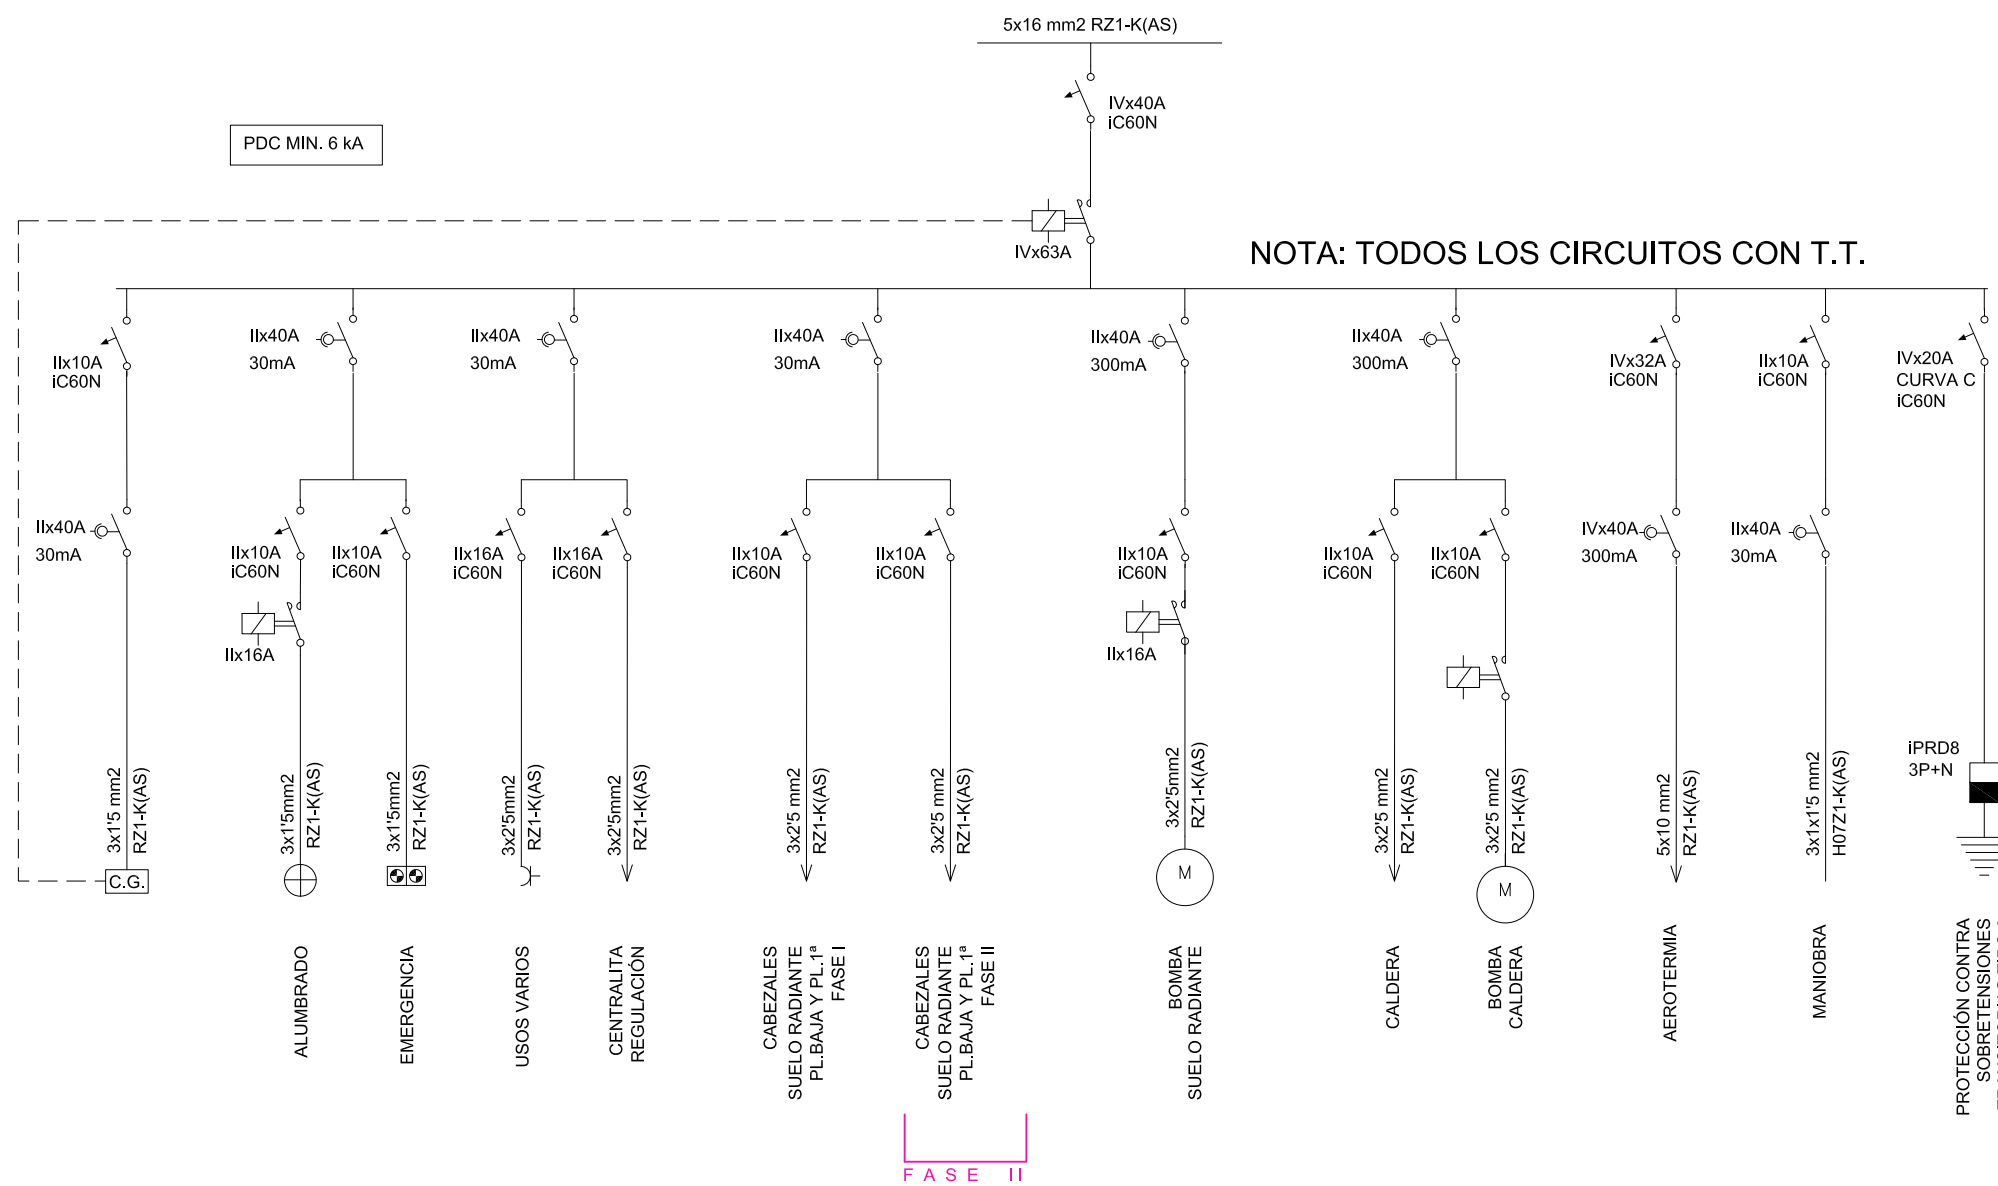 5x16 mm2 RZ1-K(AS)
IVx40A
iC60N
PDC MIN. 6 kA
IVx63A
NOTA: TODOS LOS CIRCUITOS CON T.T.
IIx10A
iC60N
IIx40A
30mA
IIx40A
30mA
IIx40A
30mA
IIx40A
300mA
IIx40A
300mA
IVx32A
iC60N
IIx10A
iC60N
IVx20A
CURVA C
iC60N
IIx40A
30mA
IIx10A
iC60N
IIx10A
iC60N
IIx16A
iC60N
IIx16A
iC60N
IIx10A
iC60N
IIx10A
iC60N
IIx10A
iC60N
IIx10A
iC60N
IIx10A
iC60N
IVx40A
300mA
IIx40A
30mA
IIx16A
IIx16A
iPRD8
3P+N
3x1'5 mm2
RZ1-K(AS)
3x1'5mm2
RZ1-K(AS)
3x1'5mm2
RZ1-K(AS)
3x2'5mm2
RZ1-K(AS)
3x2'5mm2
RZ1-K(AS)
3x2'5 mm2
RZ1-K(AS)
3x2'5 mm2
RZ1-K(AS)
3x2'5mm2
RZ1-K(AS)
3x2'5 mm2
RZ1-K(AS)
3x2'5 mm2
RZ1-K(AS)
5x10 mm2
RZ1-K(AS)
3x1x1'5 mm2
H07Z1-K(AS)
C.G.
M
M
ALUMBRADO
EMERGENCIA
USOS VARIOS
CENTRALITA
REGULACIÓN
CABEZALES
SUELO RADIANTE
PL.BAJA Y PL.1ª
FASE I
CABEZALES
SUELO RADIANTE
PL.BAJA Y PL.1ª
FASE II
BOMBA
SUELO RADIANTE
CALDERA
BOMBA
CALDERA
AEROTERMIA
MANIOBRA
PROTECCIÓN CONTRA
SOBRETENSIONES
FASE II